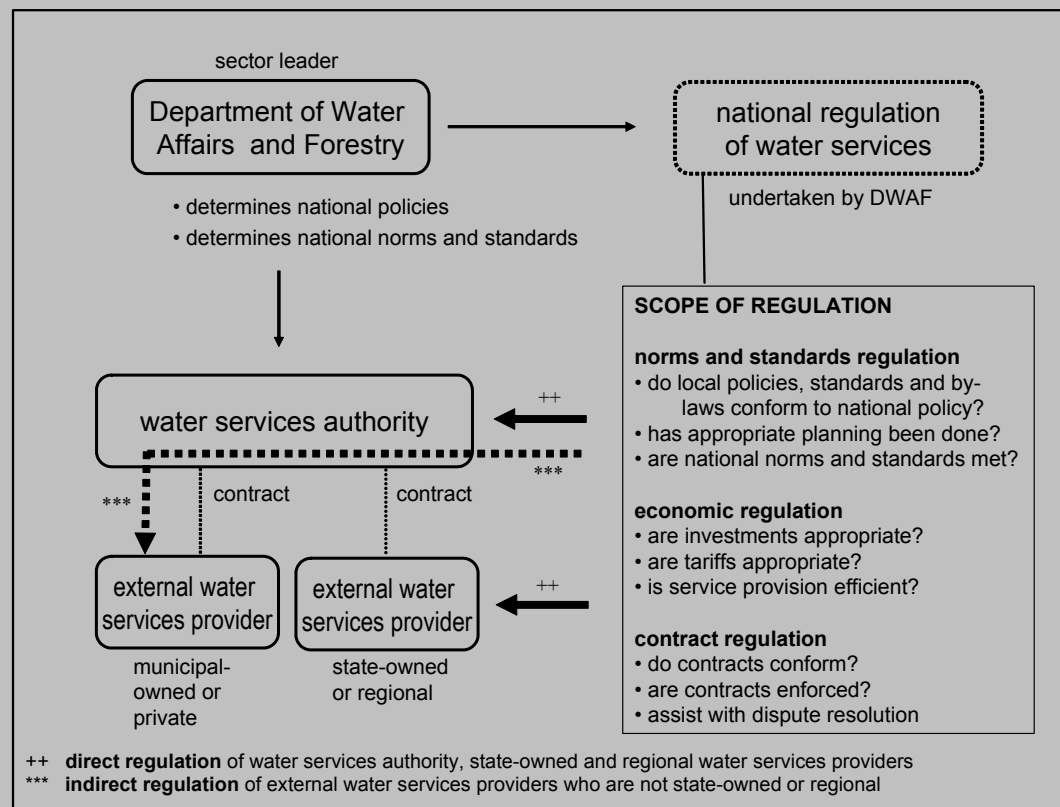 sector leader
Department of Water
Affairs and Forestry
national regulation
of water services
undertaken by DWAF
• determines national policies
• determines national norms and standards
SCOPE OF REGULATION
norms and standards regulation
• do local policies, standards and by-
laws conform to national policy?
• has appropriate planning been done?
• are national norms and standards met?
economic regulation
• are investments appropriate?
• are tariffs appropriate?
• is service provision efficient?
contract regulation
• do contracts conform?
• are contracts enforced?
• assist with dispute resolution
++
water services authority
***
***
contract
contract
external water
services provider
municipal-
owned or
private
external water
services provider
state-owned
or regional
++
++ direct regulation of water services authority, state-owned and regional water services providers
*** indirect regulation of external water services providers who are not state-owned or regional